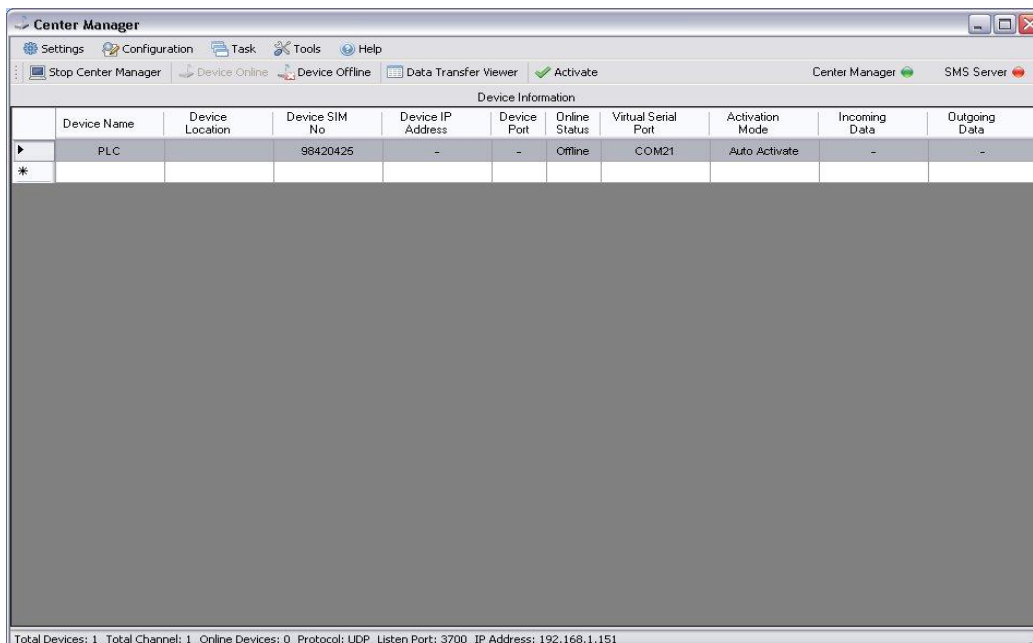 Center Manager
Settings Configuration Task Tools Help
Stop Center Manager Device Online Device Offline Data Transfer Viewer Activate Center Manager SMS Server
Device Information
Device Name Device Location Device SIM No Device IP Address Device Port Online Status Virtual Serial Port Activation Mode Incoming Data Outgoing Data
PLC 98420425 - - Offline COM21 Auto Activate - -
Total Devices: 1 Total Channel: 1 Online Devices: 0 Protocol: UDP Listen Port: 3700 IP Address: 192.168.1.151